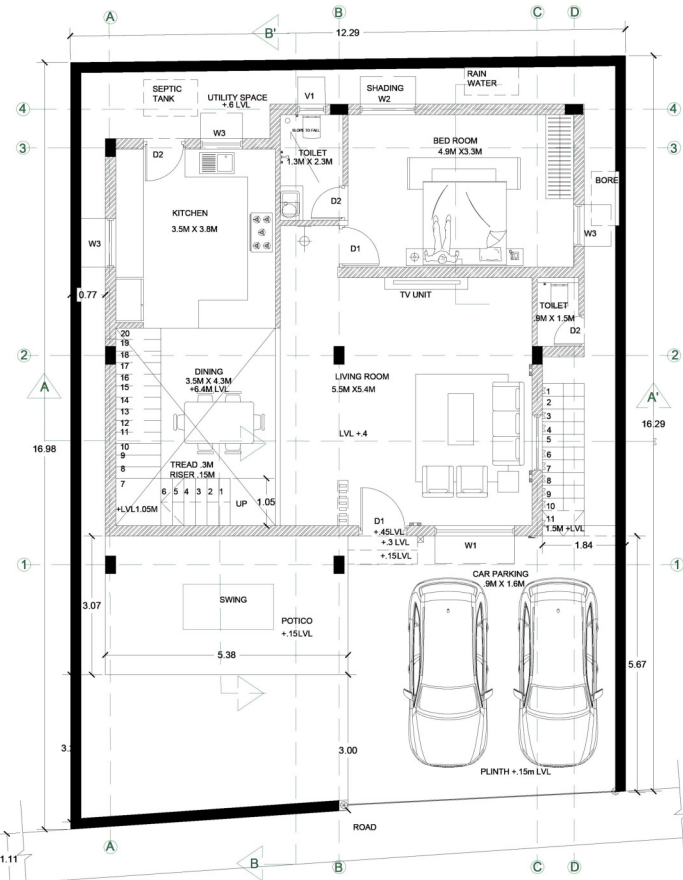 A
B
C
D
B'
12.29
SEPTIC
TANK
UTILITY SPACE
+.6 LVL
V1
SHADING
W2
RAIN
WATER
4
4
W3
SLOPE TO FALL
3
3
D2
TOILET
1.3M X 2.3M
BED ROOM
4.9M X3.3M
BORE
D2
KITCHEN
3.5M X 3.8M
W3
D1
W3
0.77
TV UNIT
TOILET
.9M X 1.5M
D2
20
19
18
17
16
15
14
13
12
11
10
9
8
7
2
2
DINING
3.5M X 4.3M
+6.4M LVL
LIVING ROOM
5.5M X5.4M
A
A'
16.98
16.29
LVL +.4
1
2
3
4
5
6
7
8
9
10
11
TREAD .3M
RISER .15M
6 5 4 3 2 1
UP
1.05
+LVL1.05M
D1
+.45LVL
+.3 LVL
+.15LVL
W1
1.5M +LVL
1.84
1
1
CAR PARKING
.9M X 1.6M
3.07
SWING
POTICO
+.15LVL
5.38
5.67
3.00
PLINTH +.15m LVL
ROAD
1.11
A
B
B
C
D